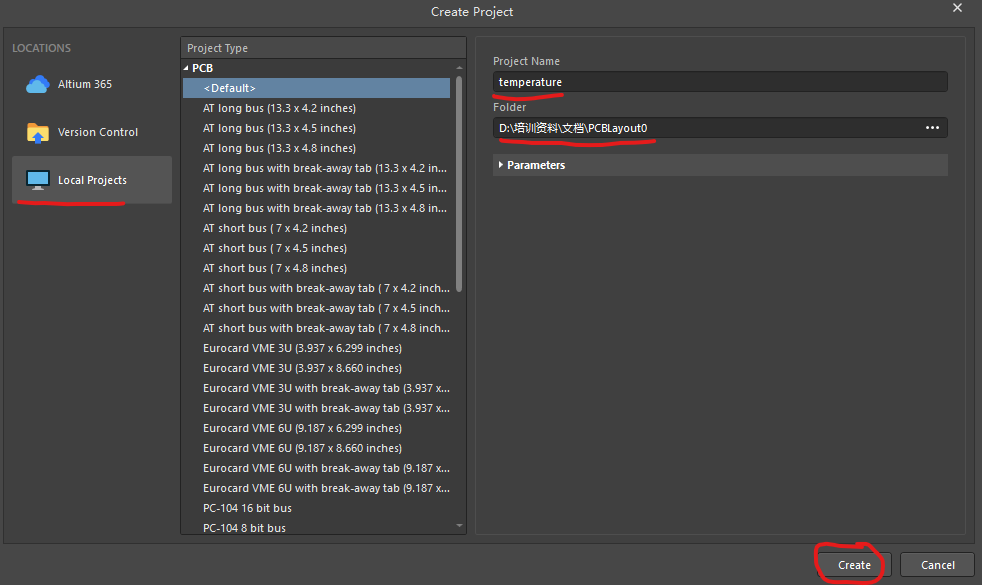 Create Project
LOCATIONS
Altium 365
Version Control
Local Projects
Project Type
PCB
<Default>
AT long bus (13.3 x 4.2 inches)
AT long bus (13.3 x 4.5 inches)
AT long bus (13.3 x 4.8 inches)
AT long bus with break-away tab (13.3 x 4.2 in...
AT long bus with break-away tab (13.3 x 4.5 in...
AT long bus with break-away tab (13.3 x 4.8 in...
AT short bus ( 7 x 4.2 inches)
AT short bus ( 7 x 4.5 inches)
AT short bus ( 7 x 4.8 inches)
AT short bus with break-away tab ( 7 x 4.2 inch...
AT short bus with break-away tab ( 7 x 4.5 inch...
AT short bus with break-away tab ( 7 x 4.8 inch...
Eurocard VME 3U (3.937 x 6.299 inches)
Eurocard VME 3U (3.937 x 8.660 inches)
Eurocard VME 3U with break-away tab (3.937 x...
Eurocard VME 3U with break-away tab (3.937 x...
Eurocard VME 6U (9.187 x 6.299 inches)
Eurocard VME 6U (9.187 x 8.660 inches)
Eurocard VME 6U with break-away tab (9.187 x...
Eurocard VME 6U with break-away tab (9.187 x...
PC-104 16 bit bus
PC-104 8 bit bus
Project Name
temperature
Folder
D:\培训资料\文档\PCBLayout0
Parameters
Create
Cancel